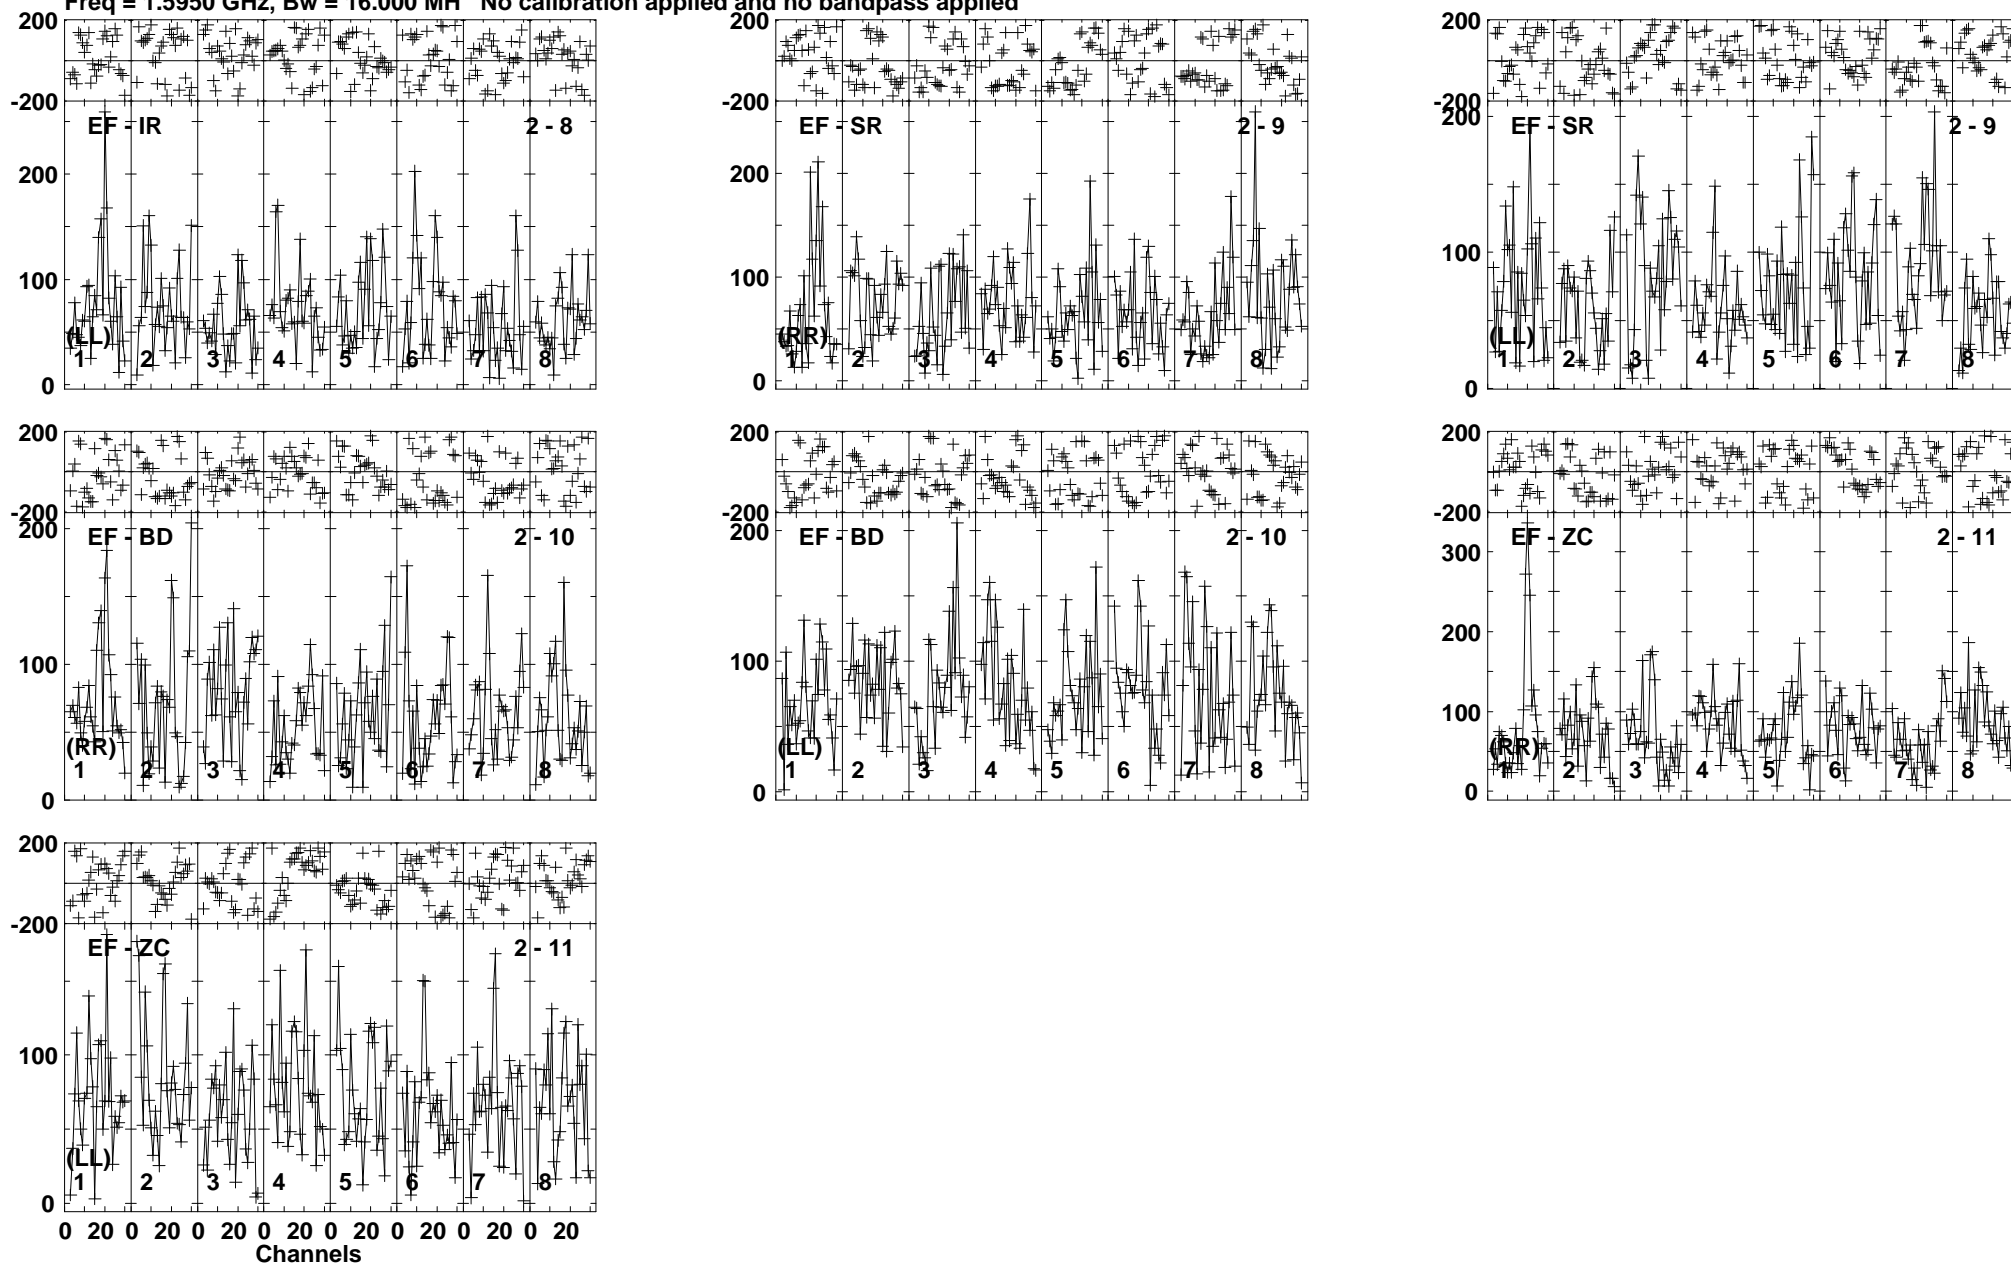 Freq = 1.5950 GHz, Bw = 16.000 MH No calibration applied and no bandpass applied
200
-200
EF - IR 2 - 8
200
100
0
(LL)
1 2 3 4 5 6 7 8
200
-200
EF - SR 2 - 9
200
100
0
(RR)
1 2 3 4 5 6 7 8
200
-200
EF - SR 2 - 9
200
100
0
(LL)
1 2 3 4 5 6 7 8
200
-200
EF - BD 2 - 10
200
100
0
(RR)
1 2 3 4 5 6 7 8
200
-200
EF - BD 2 - 10
200
100
0
(LL)
1 2 3 4 5 6 7 8
200
-200
EF - ZC 2 - 11
300
200
100
0
(RR)
1 2 3 4 5 6 7 8
200
-200
EF - ZC 2 - 11
100
0
(LL)
1 2 3 4 5 6 7 8
0 20 0 20 0 20 0 20 0 20 0 20 0 20 0 20
Channels